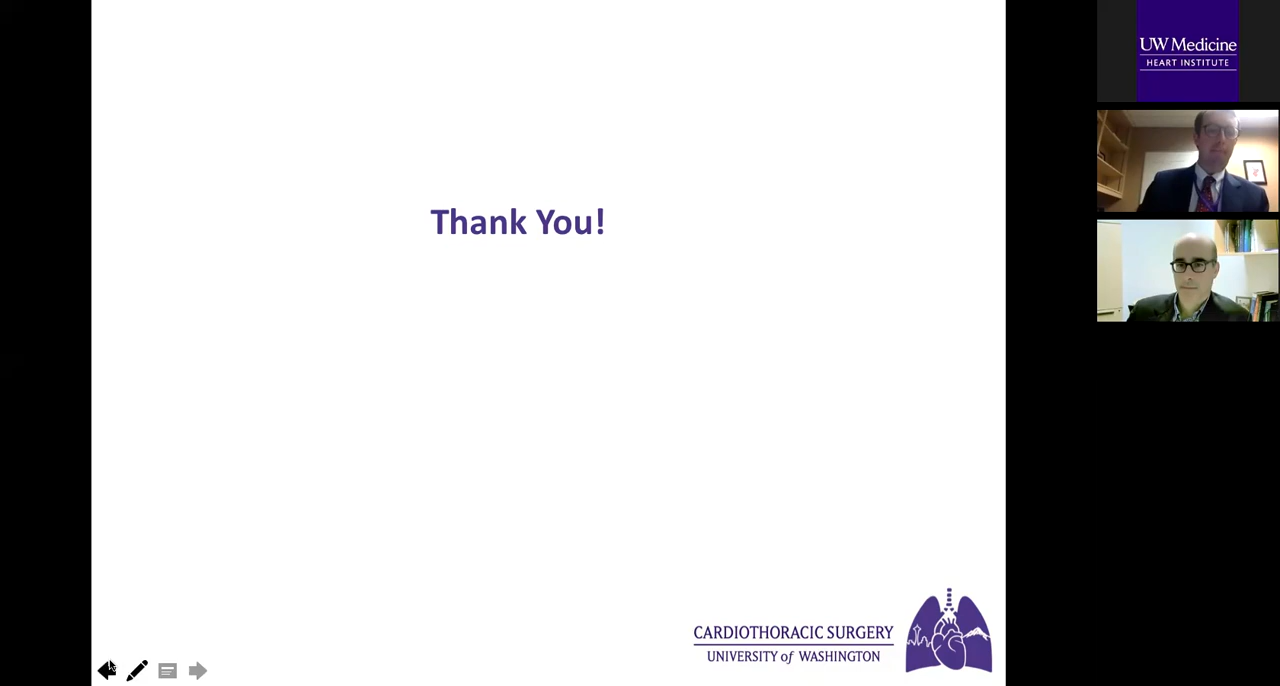 Thank You!
CARDIOTHORACIC SURGERY
UNIVERSITY of WASHINGTON
UW Medicine
HEART INSTITUTE